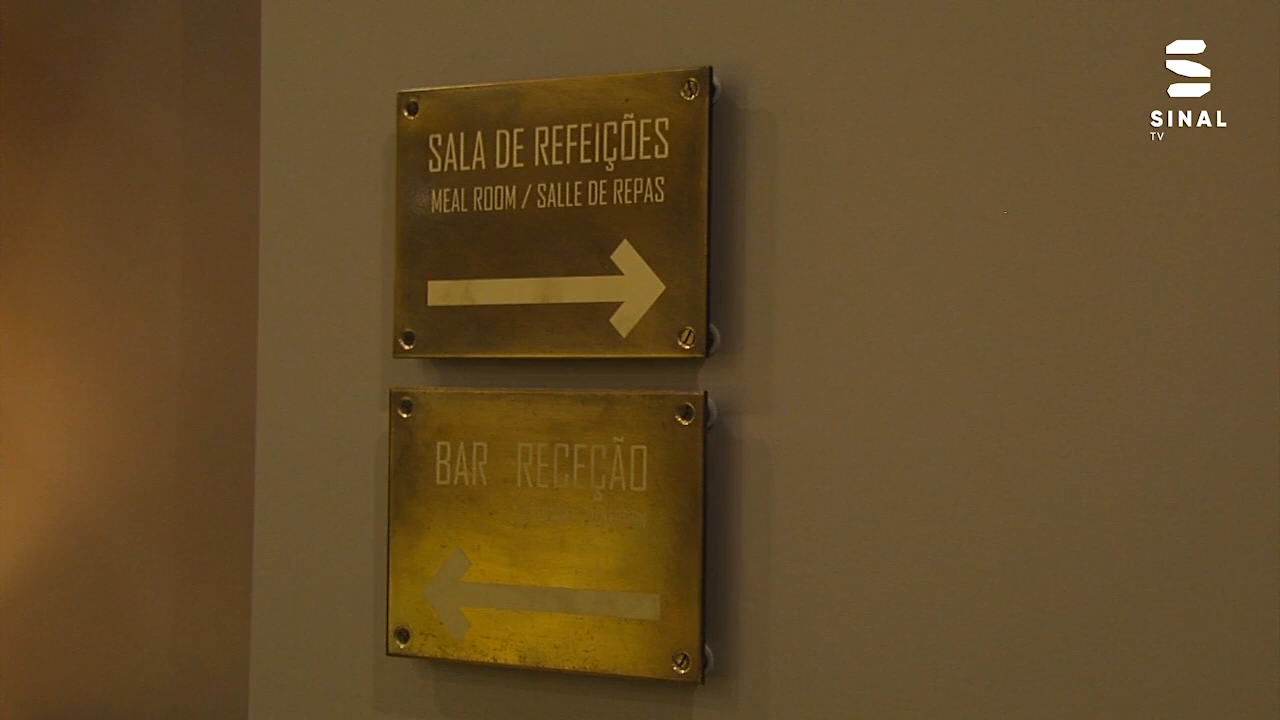 SINAL
TV
SALA DE REFEIÇÕES
MEAL ROOM / SALLE DE REPAS
BAR RECEÇÃO